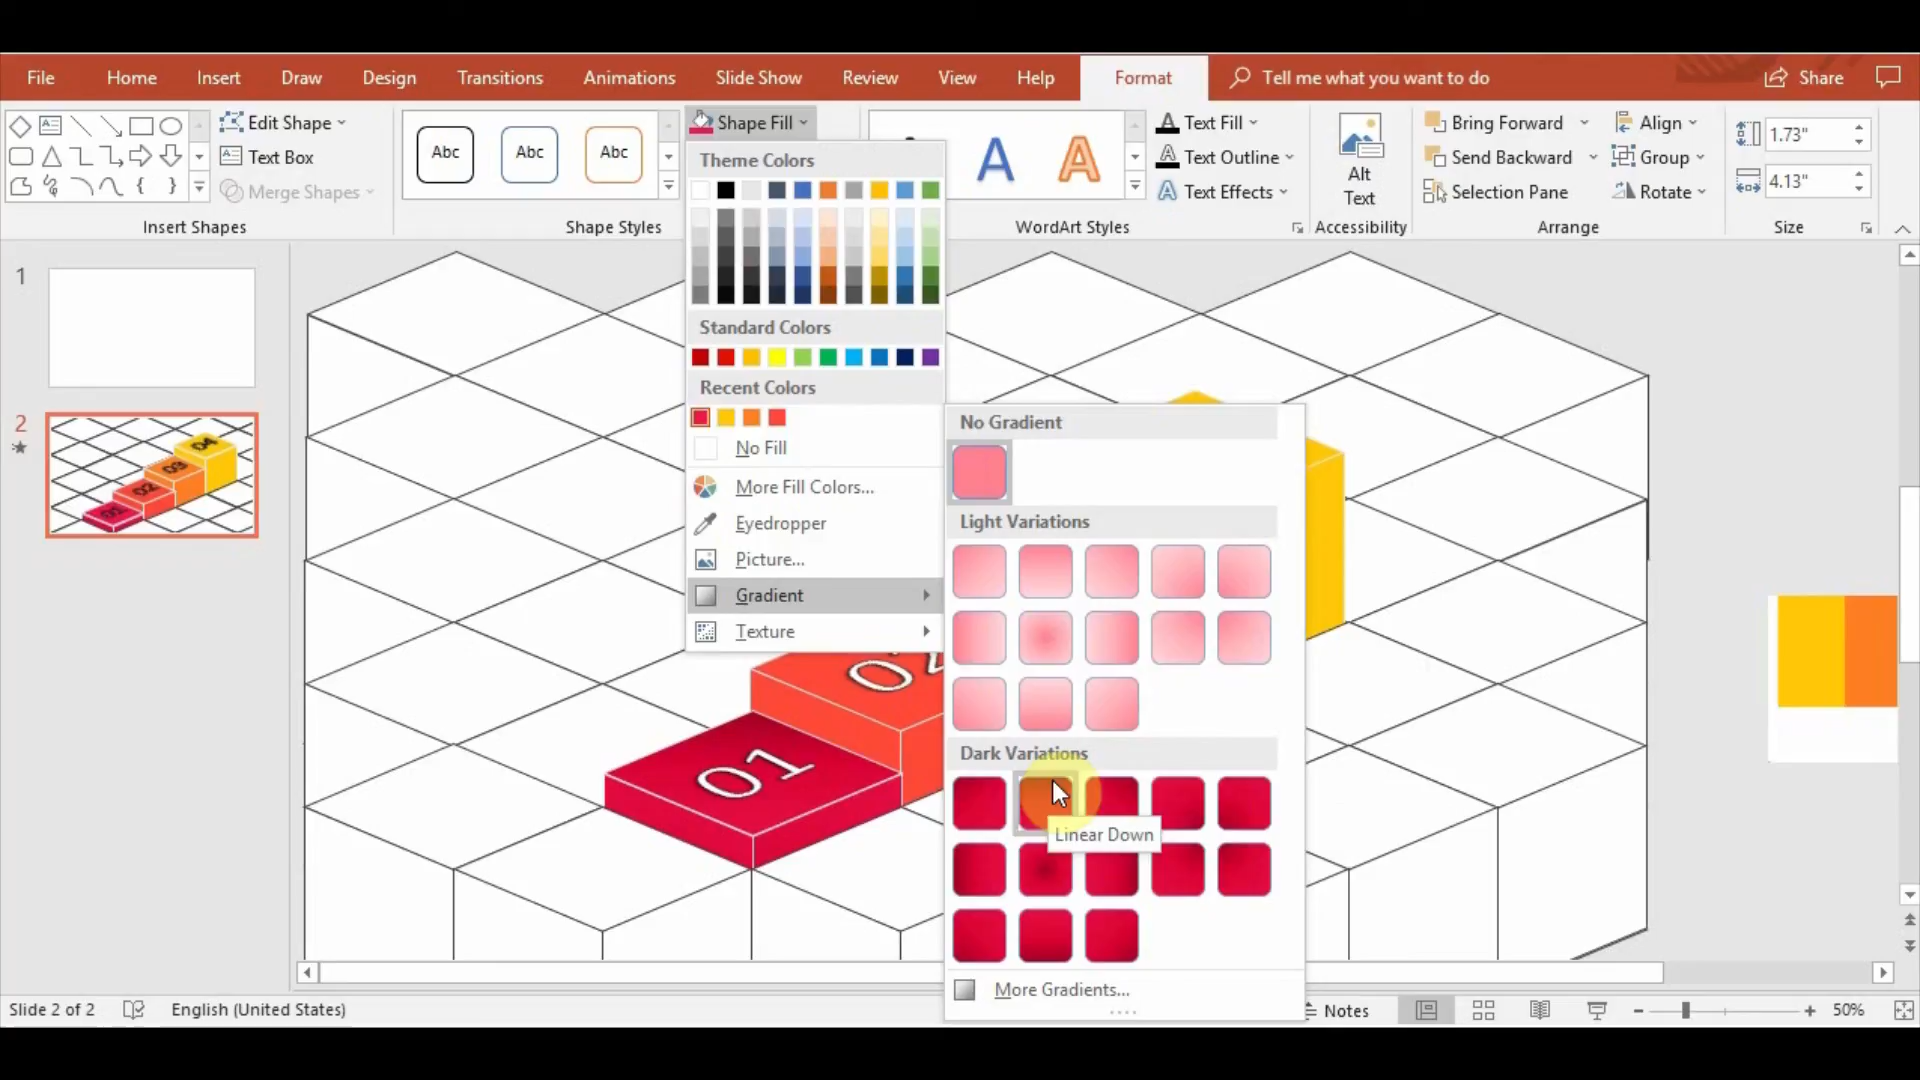 File Home Insert Draw Design Transitions Animations Slide Show Review View Help Format Tell me what you want to do Share
Edit Shape
Text Box
Merge Shapes
Insert Shapes
Abc Abc Abc
Shape Styles
Shape Fill
A A
WordArt Styles
Text Fill
Text Outline
Text Effects
Alt
Text
Accessibility
Bring Forward
Send Backward
Selection Pane
Align
Group
Rotate
Arrange
1.73"
4.13"
Size
Theme Colors
Standard Colors
Recent Colors
No Fill
More Fill Colors...
Eyedropper
Picture...
Gradient
Texture
No Gradient
Light Variations
Dark Variations
Linear Down
More Gradients...
1
2
01
02
03
04
02
01
Slide 2 of 2 English (United States) Notes 50%